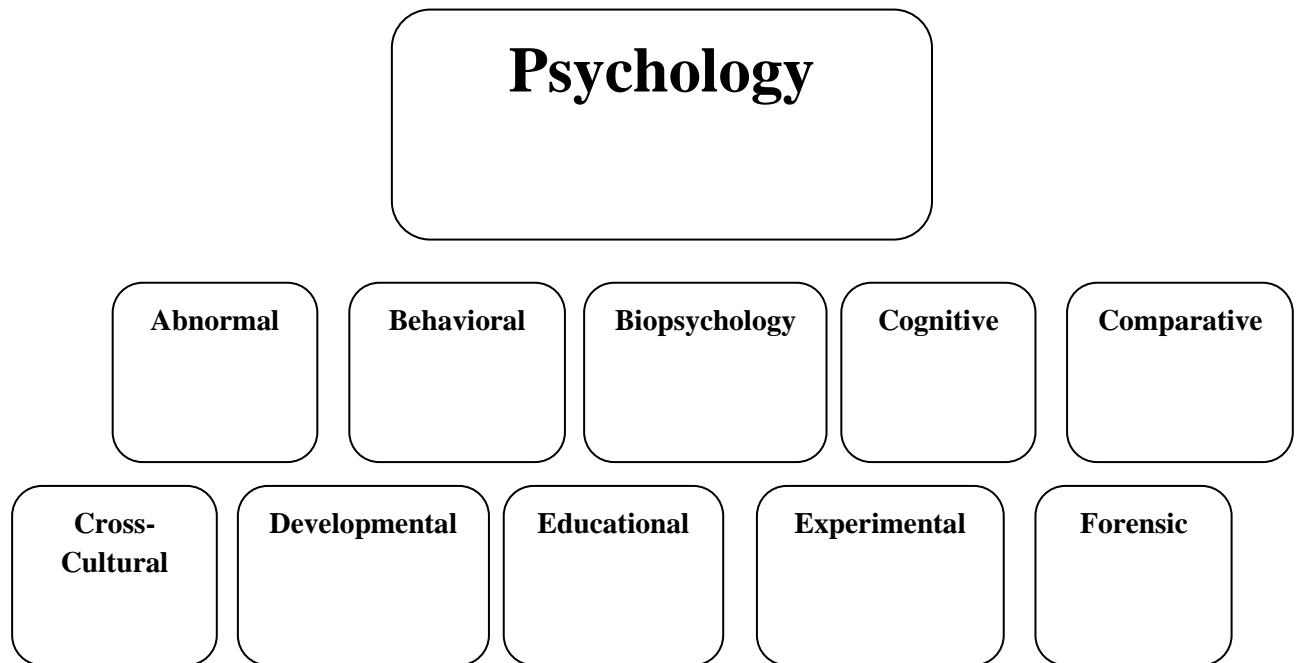 Psychology
Abnormal
Behavioral
Biopsychology
Cognitive
Comparative
Cross-
Cultural
Developmental
Educational
Experimental
Forensic